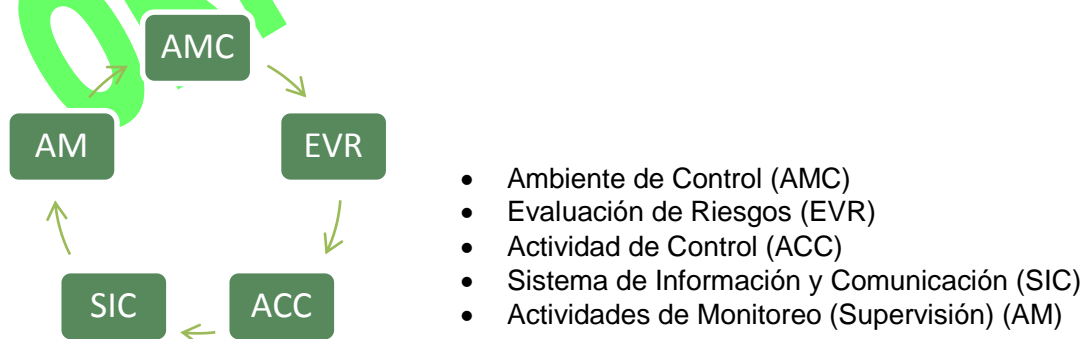 AMC
AM
EVR
SIC
ACC
• Ambiente de Control (AMC)
• Evaluación de Riesgos (EVR)
• Actividad de Control (ACC)
• Sistema de Información y Comunicación (SIC)
• Actividades de Monitoreo (Supervisión) (AM)